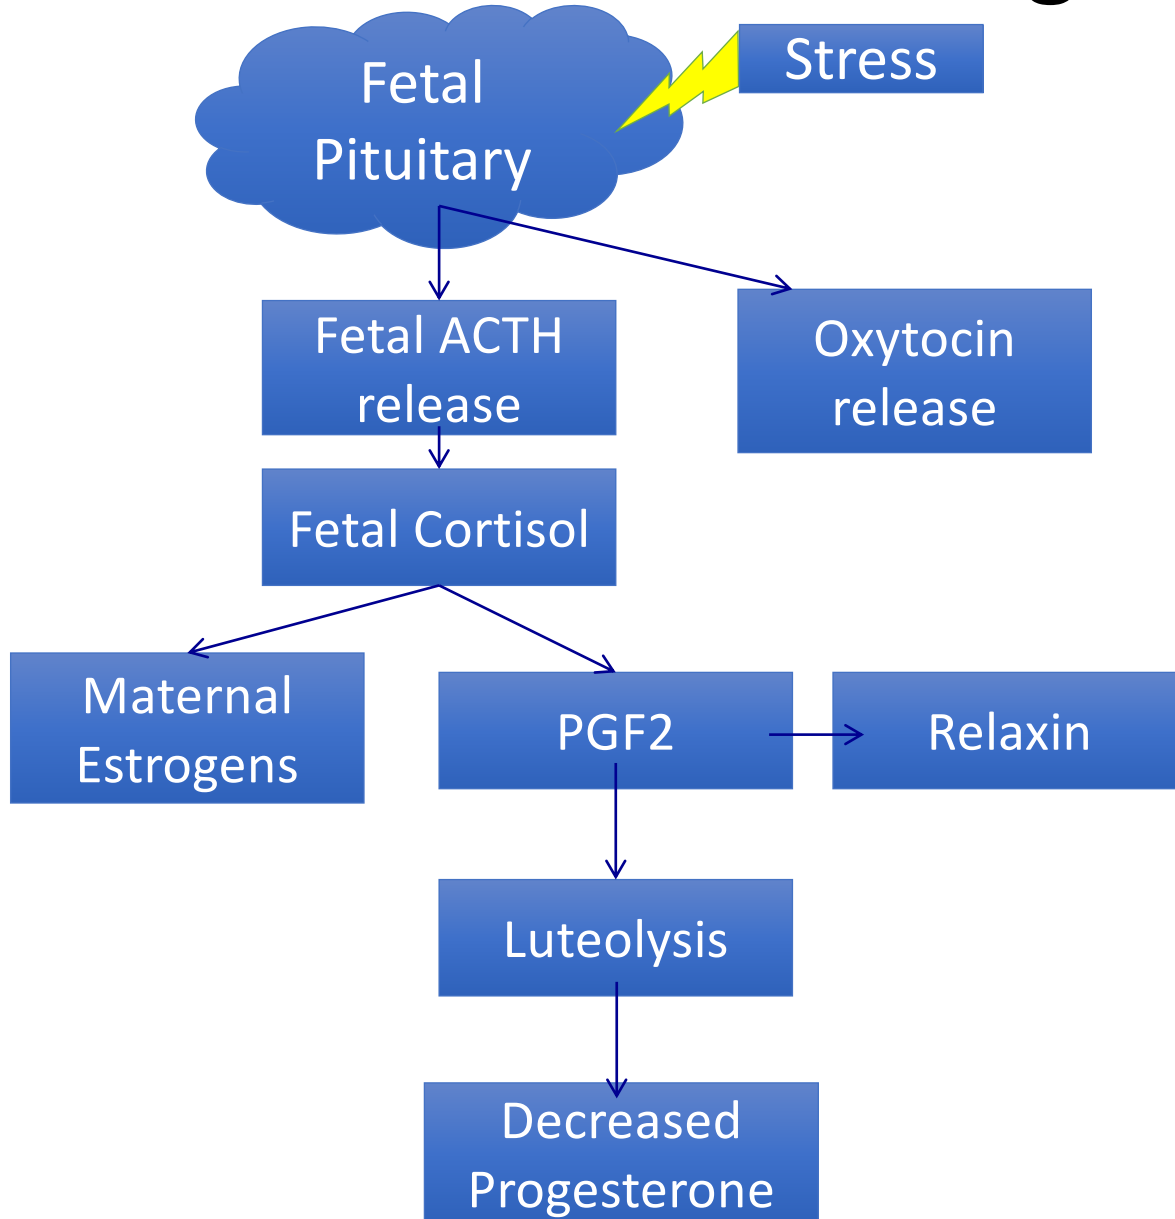 Stress
Fetal
Pituitary
Fetal ACTH
release
Oxytocin
release
Fetal Cortisol
Maternal
Estrogens
PGF2
Relaxin
Luteolysis
Decreased
Progesterone